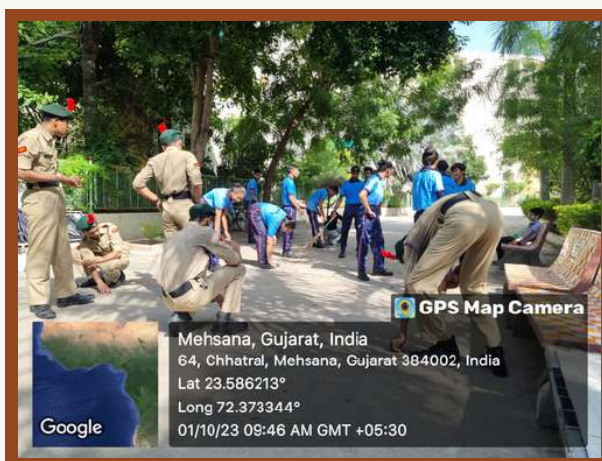 GPS Map Camera
Mehsana, Gujarat, India
64, Chhatral, Mehsana, Gujarat 384002, India
Lat 23.586213°
Long 72.373344°
01/10/23 09:46 AM GMT +05:30
Google